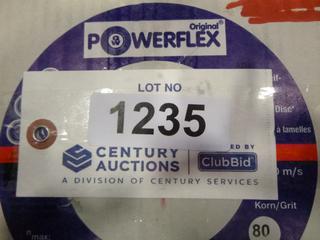 Original®
POWERFLEX
LOT NO
1235
Disc*
à lamelles
CENTURY
AUCTIONS
ED BY
ClubBid
A DIVISION OF CENTURY SERVICES
m/s
Korn/Grit
80
n max: